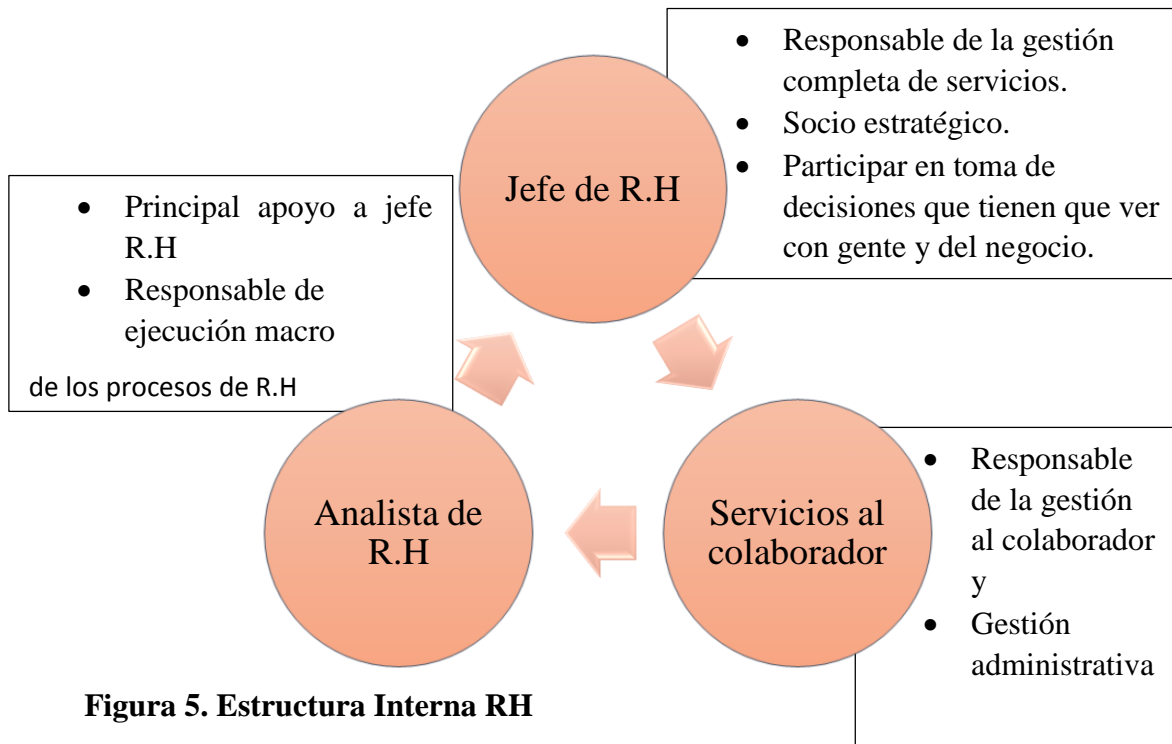 • Responsable de la gestión
completa de servicios.
• Socio estratégico.
• Participar en toma de
decisiones que tienen que ver
con gente y del negocio.
Jefe de R.H
• Principal apoyo a jefe
R.H
• Responsable de
ejecución macro
de los procesos de R.H
Analista de
R.H
Servicios al
colaborador
• Responsable
de la gestión
al colaborador
y
• Gestión
administrativa
Figura 5. Estructura Interna RH